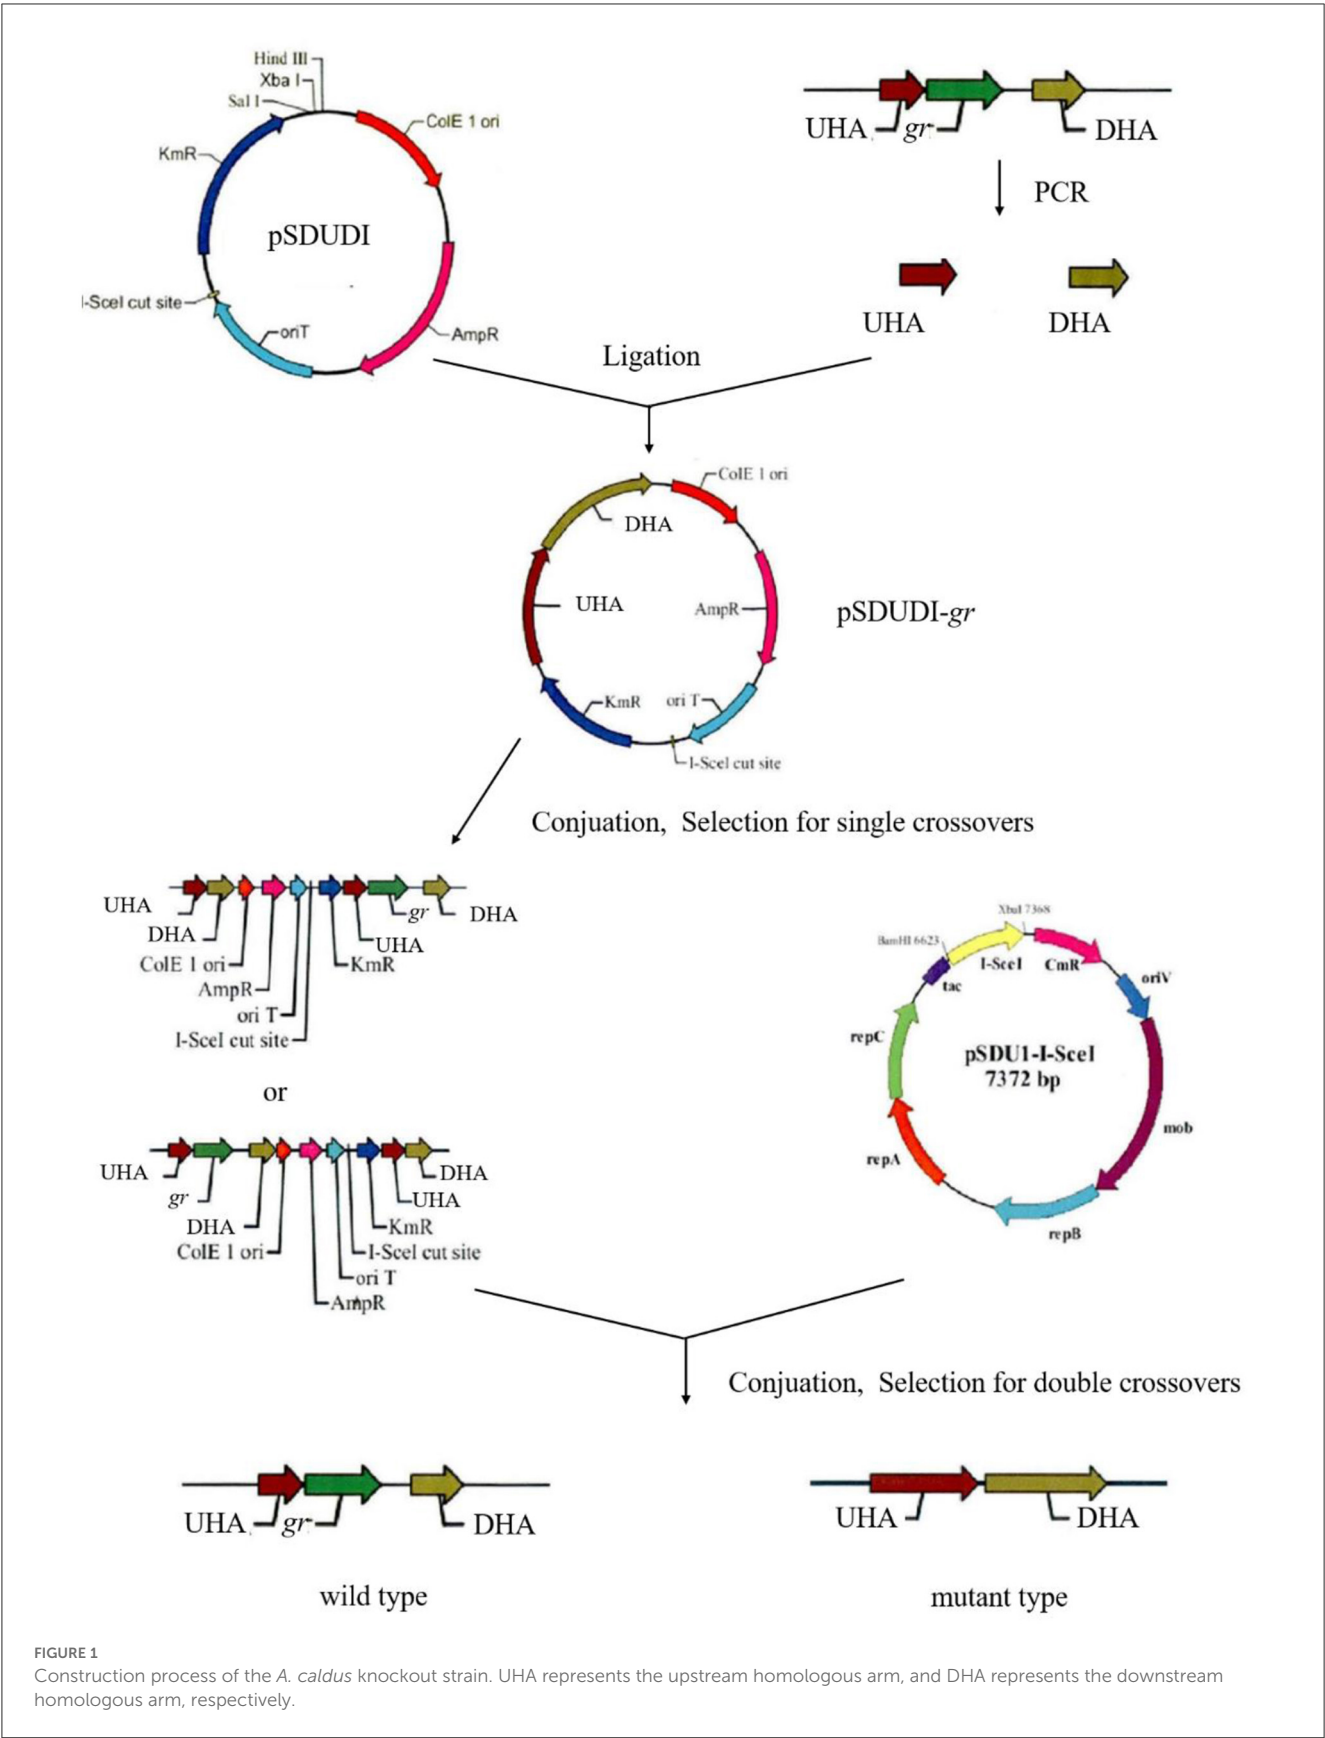 Hind III
Xba I
Sal I
ColE 1 ori
KmR
pSDUDI
I-SceI cut site
oriT
AmpR
UHA
gr
DHA
PCR
UHA
DHA
Ligation
ColE 1 ori
DHA
UHA
AmpR
pSDUDI-gr
KmR
ori T
I-SceI cut site
Conjuation, Selection for single crossovers
UHA
gr
DHA
DHA
UHA
ColE 1 ori
KmR
AmpR
ori T
I-SceI cut site
or
UHA
DHA
gr
UHA
DHA
KmR
ColE 1 ori
I-SceI cut site
ori T
AmpR
XbaI 7368
BamHI 6623
I-SceI
CmR
tac
oriV
repC
pSDU1-I-SceI
7372 bp
mob
repA
repB
Conjuation, Selection for double crossovers
UHA
gr
DHA
UHA
DHA
wild type
mutant type
FIGURE 1
Construction process of the A. caldus knockout strain. UHA represents the upstream homologous arm, and DHA represents the downstream
homologous arm, respectively.